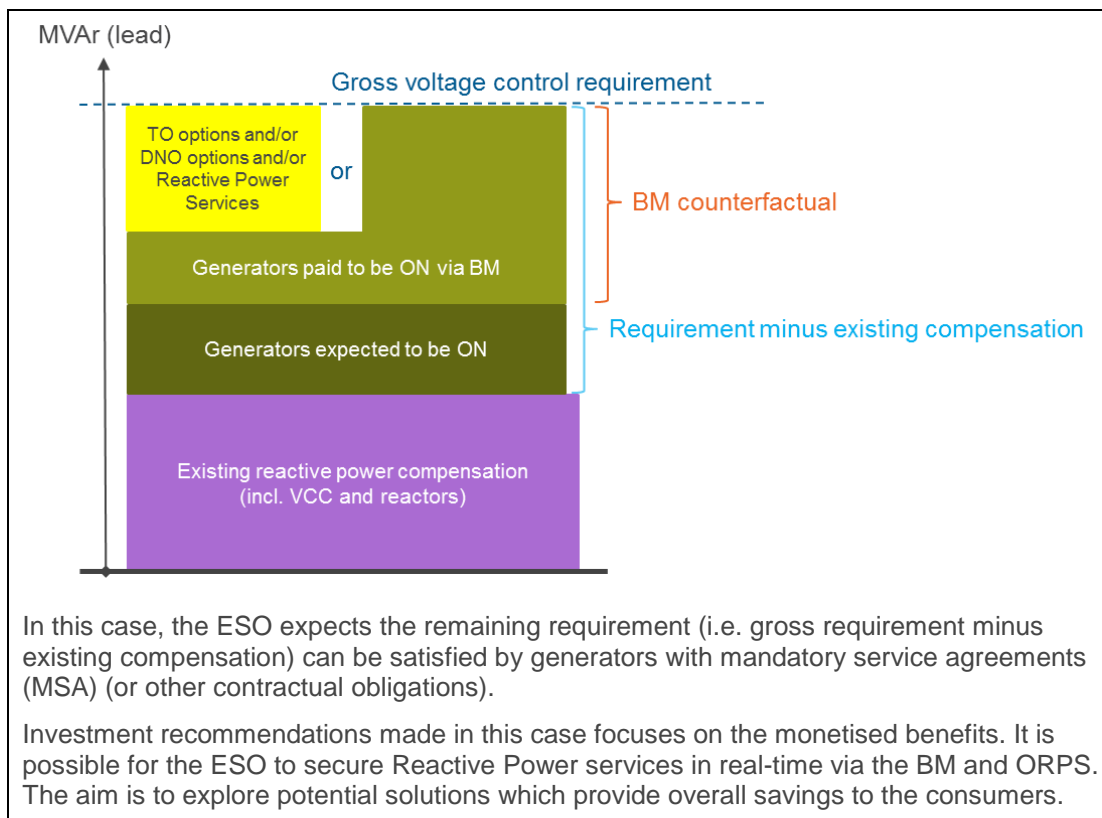 MVAr (lead)
Gross voltage control requirement
TO options and/or
DNO options and/or
Reactive Power
Services
or
BM counterfactual
Generators paid to be ON via BM
Requirement minus existing compensation
Generators expected to be ON
Existing reactive power compensation
(incl. VCC and reactors)
In this case, the ESO expects the remaining requirement (i.e. gross requirement minus
existing compensation) can be satisfied by generators with mandatory service agreements
(MSA) (or other contractual obligations).
Investment recommendations made in this case focuses on the monetised benefits. It is
possible for the ESO to secure Reactive Power services in real-time via the BM and ORPS.
The aim is to explore potential solutions which provide overall savings to the consumers.